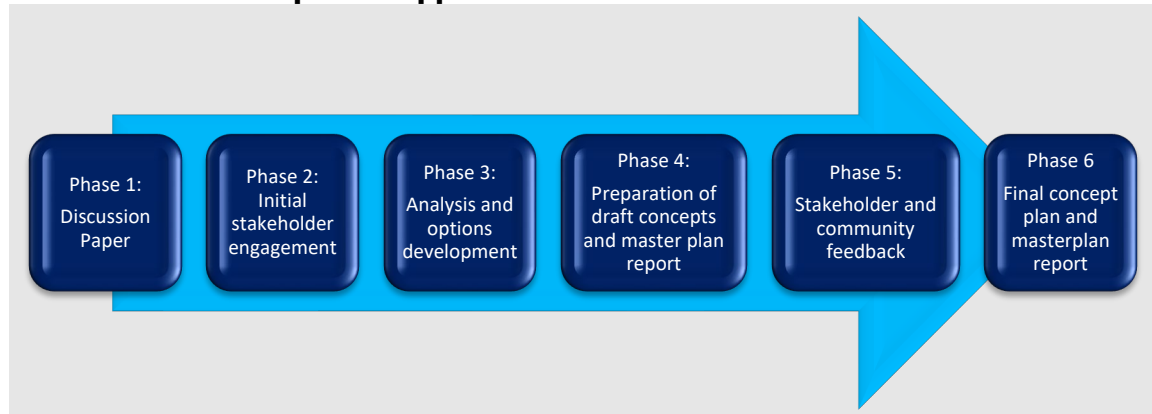 Phase 1:
Discussion
Paper
Phase 2:
Initial
stakeholder
engagement
Phase 3:
Analysis and
options
development
Phase 4:
Preparation of
draft concepts
and master plan
report
Phase 5:
Stakeholder and
community
feedback
Phase 6
Final concept
plan and
masterplan
report